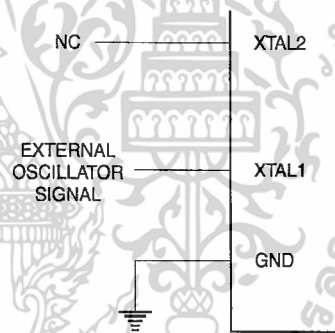 NC
XTAL2
EXTERNAL
OSCILLATOR
SIGNAL
XTAL1
GND